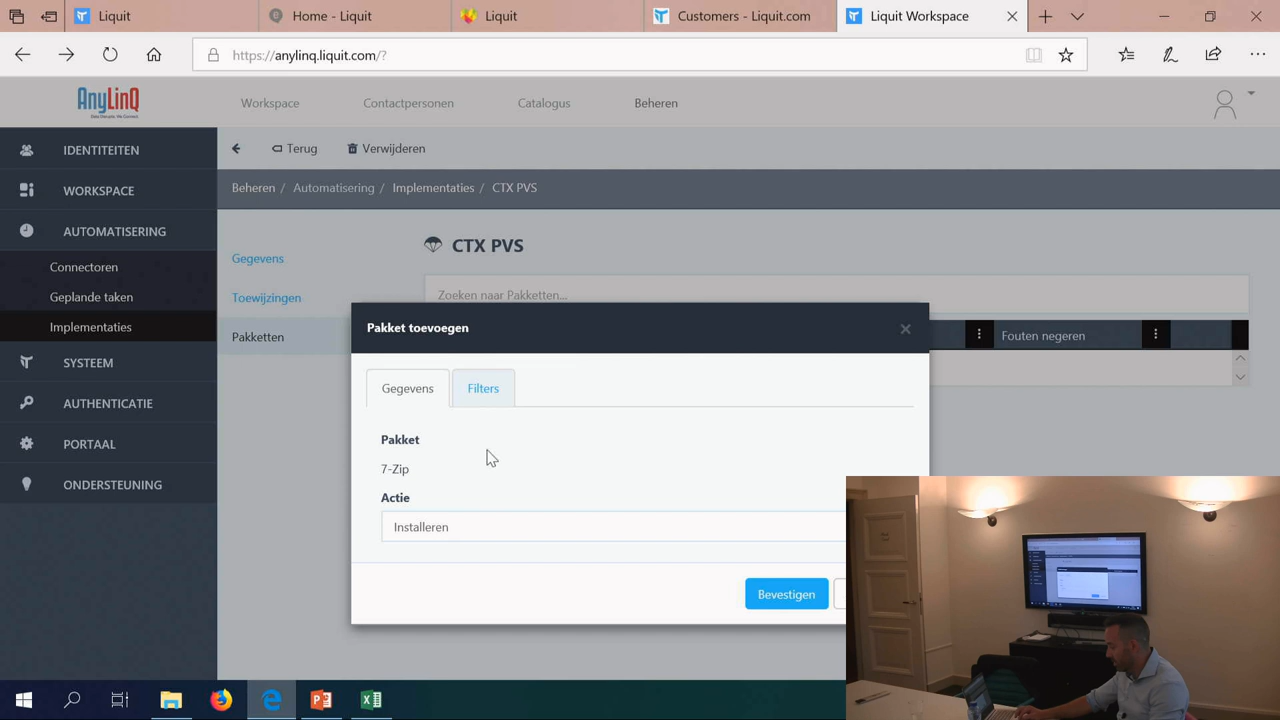 Liquit
Home - Liquit
Liquit
Customers - Liquit.com
Liquit Workspace
https://anylinq.liquit.com/?
AnyLinQ
Workspace
Contactpersonen
Catalogus
Beheren
IDENTITEITEN
WORKSPACE
AUTOMATISERING
Connectoren
Geplande taken
Implementaties
SYSTEEM
AUTHENTICATIE
PORTAAL
ONDERSTEUNING
Terug
Verwijderen
Beheren / Automatisering / Implementaties / CTX PVS
Gegevens
Toewijzingen
Pakketten
CTX PVS
Zoeken naar Pakketten...
Fouten negeren
Pakket toevoegen
Gegevens
Filters
Pakket
7-Zip
Actie
Installeren
Bevestigen